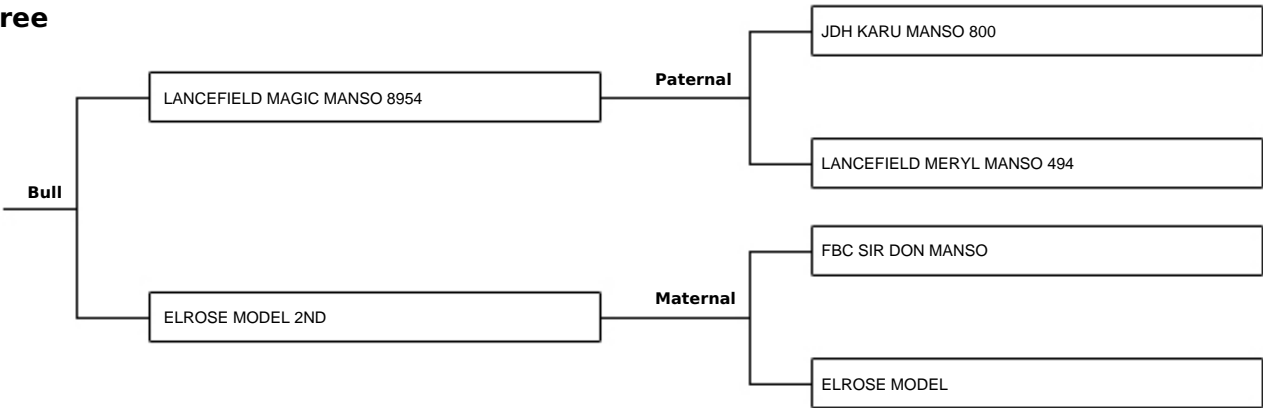 ree
JDH KARU MANSO 800
Paternal
LANCEFIELD MAGIC MANSO 8954
LANCEFIELD MERYL MANSO 494
Bull
FBC SIR DON MANSO
Maternal
ELROSE MODEL 2ND
ELROSE MODEL